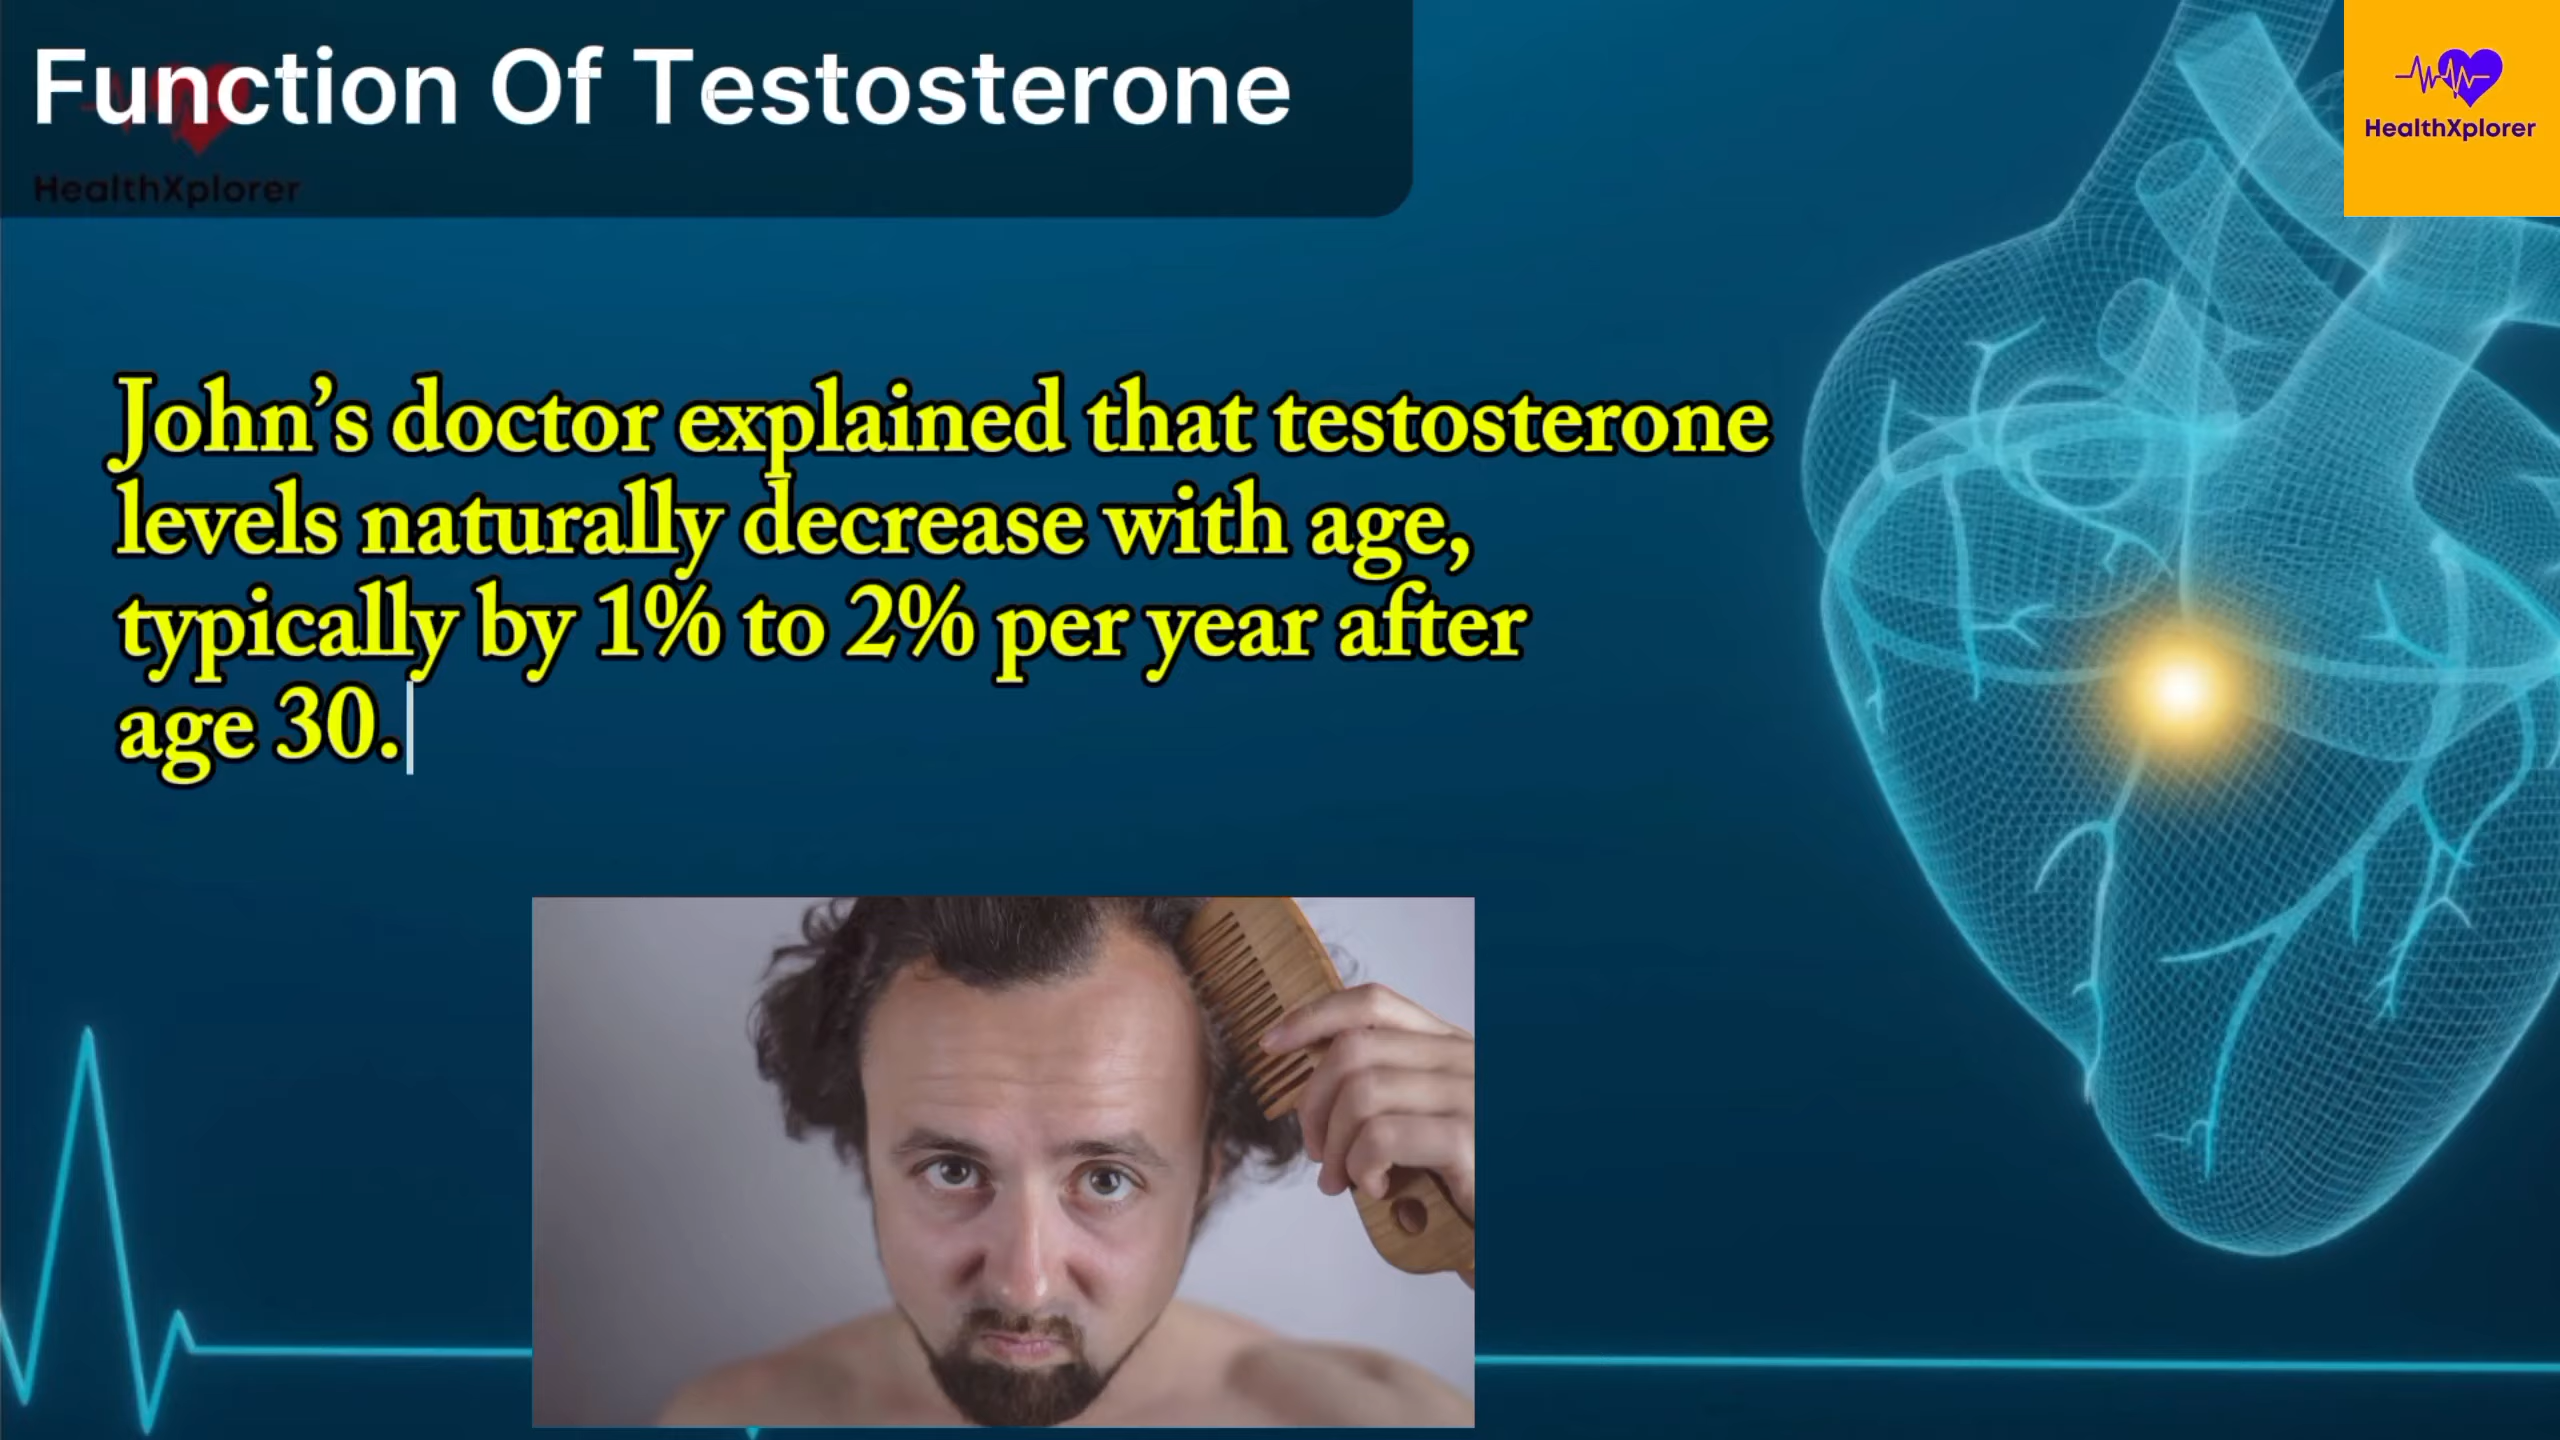 Function Of Testosterone
HealthXplorer
HealthXplorer
John’s doctor explained that testosterone
levels naturally decrease with age,
typically by 1% to 2% per year after
age 30.